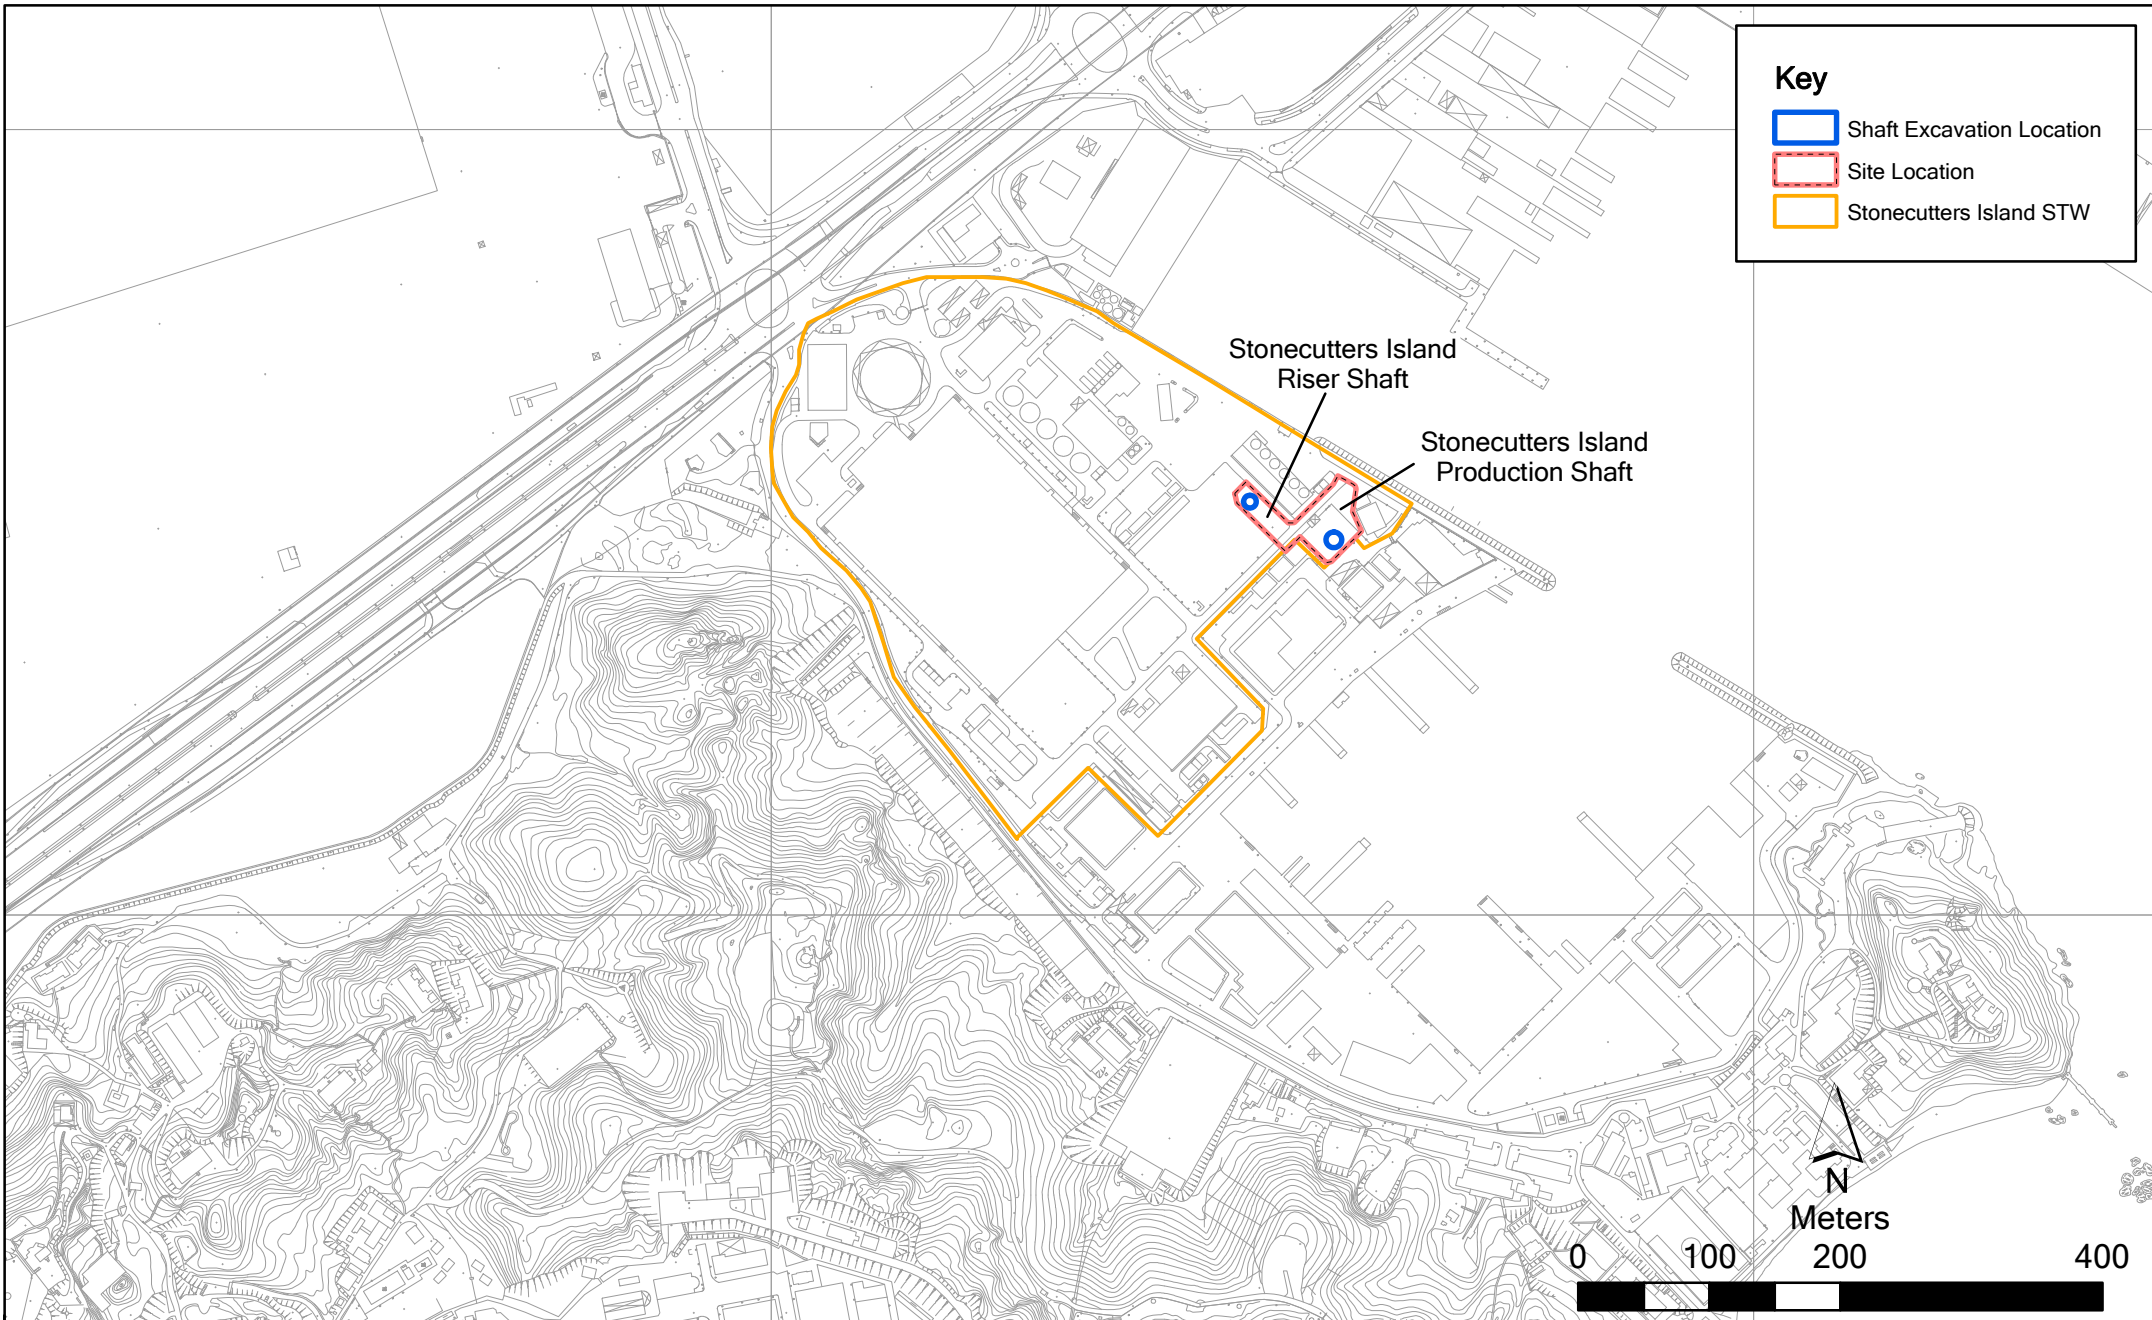 Key
Shaft Excavation Location
Site Location
Stonecutters Island STW
Stonecutters Island
Riser Shaft
Stonecutters Island
Production Shaft
N
Meters
0 100 200 400